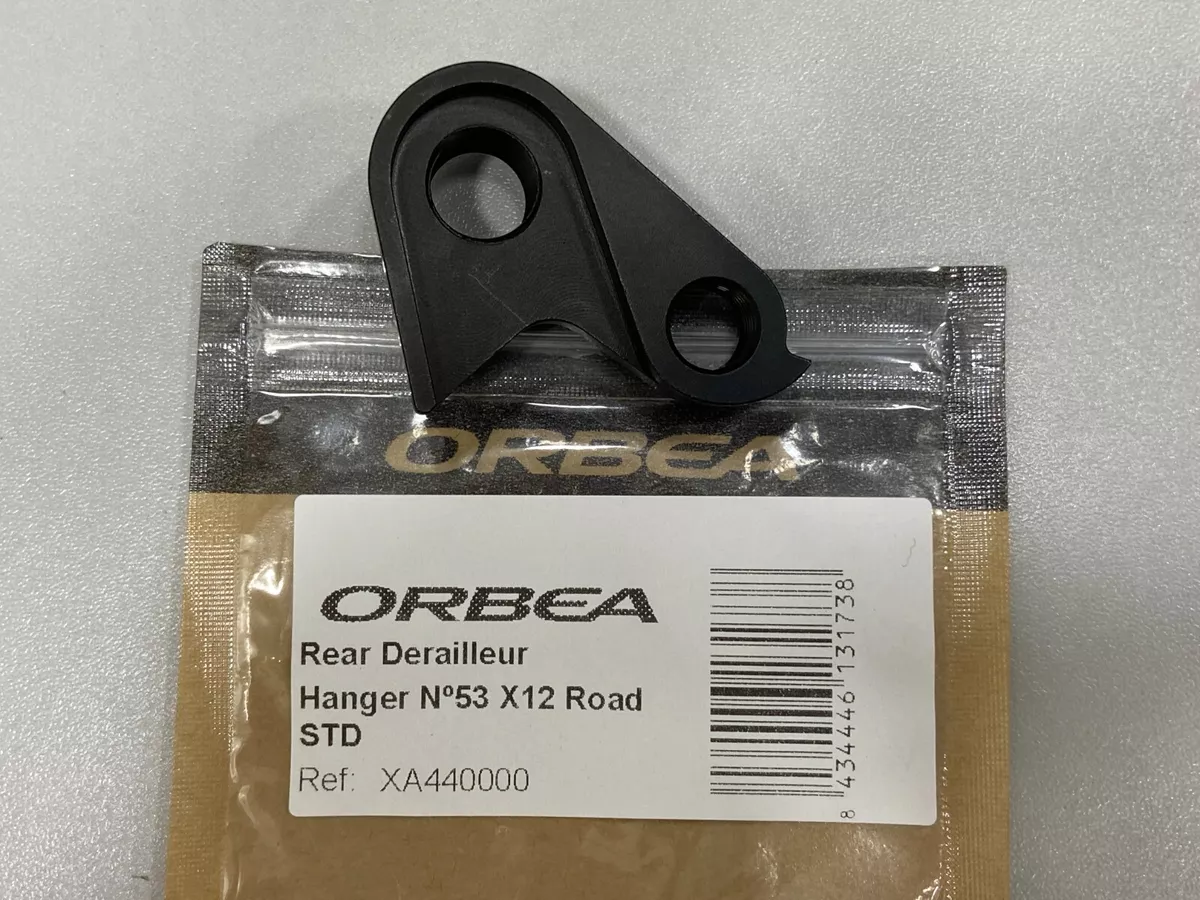 ORBEA
ORBEA
Rear Derailleur
Hanger Nº53 X12 Road
STD
Ref: XA440000
8 434446 131738